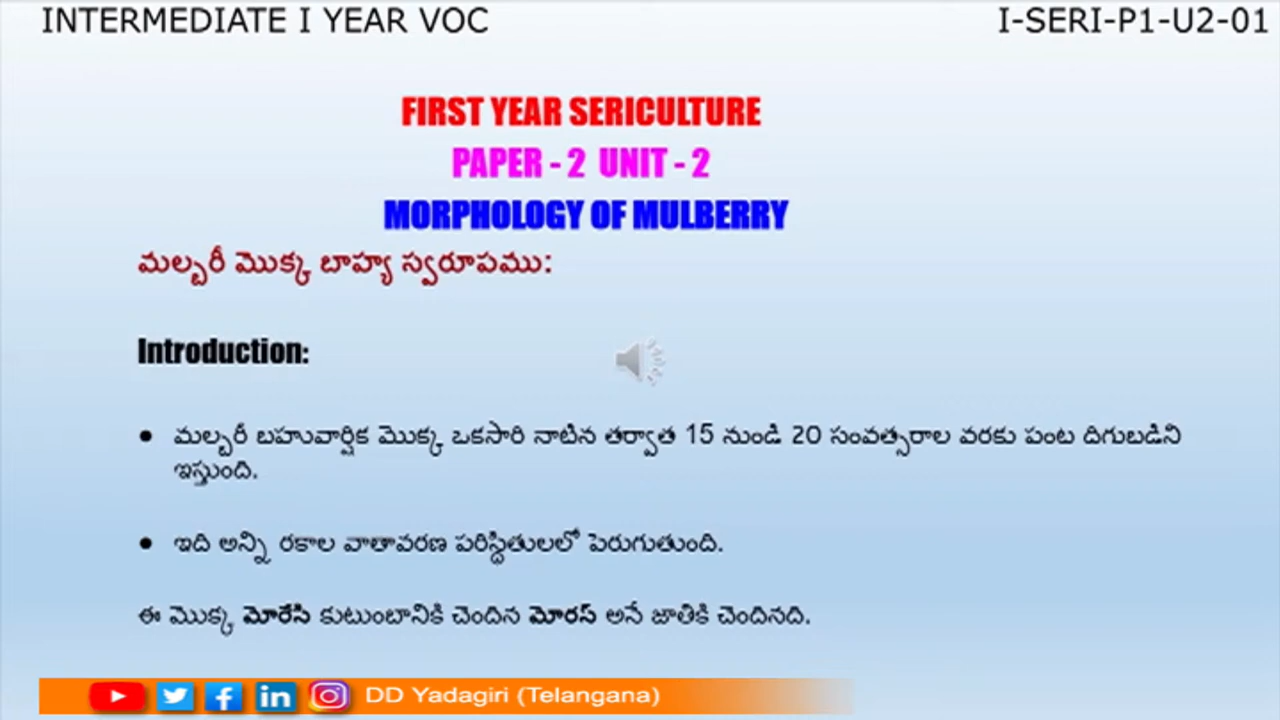 INTERMEDIATE I YEAR VOC
I-SERI-P1-U2-01
FIRST YEAR SERICULTURE
PAPER - 2 UNIT - 2
MORPHOLOGY OF MULBERRY
మల్బరీ మొక్క బాహ్య స్వరూపము:
Introduction:
● మల్బరీ బహువార్షిక మొక్క ఒకసారి నాటిన తర్వాత 15 నుండి 20 సంవత్సరాల వరకు పంట దిగుబడిని
ఇస్తుంది.
● ఇది అన్ని రకాల వాతావరణ పరిస్ధితులలో పెరుగుతుంది.
ఈ మొక్క మోరేసి కుటుంబానికి చెందిన మోరస్ అనే జాతికి చెందినది.
DD Yadagiri (Telangana)